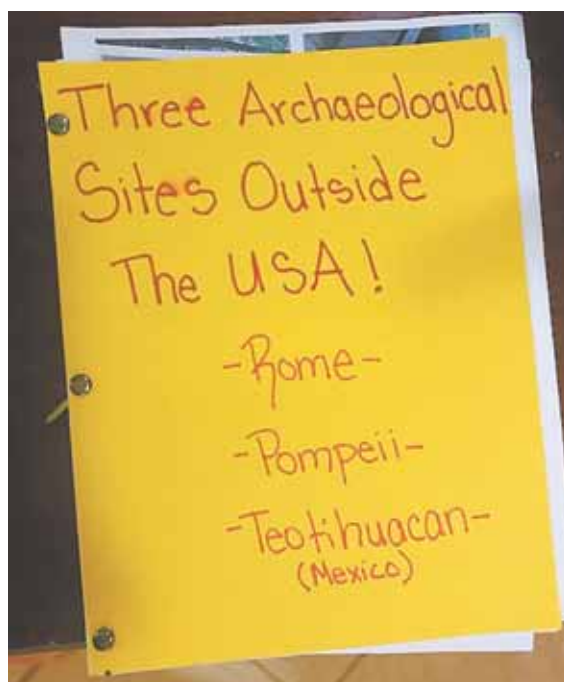 Three Archaeological
Sites Outside
The USA!
-Rome-
-Pompeii-
-Teotihuacan-
(Mexico)